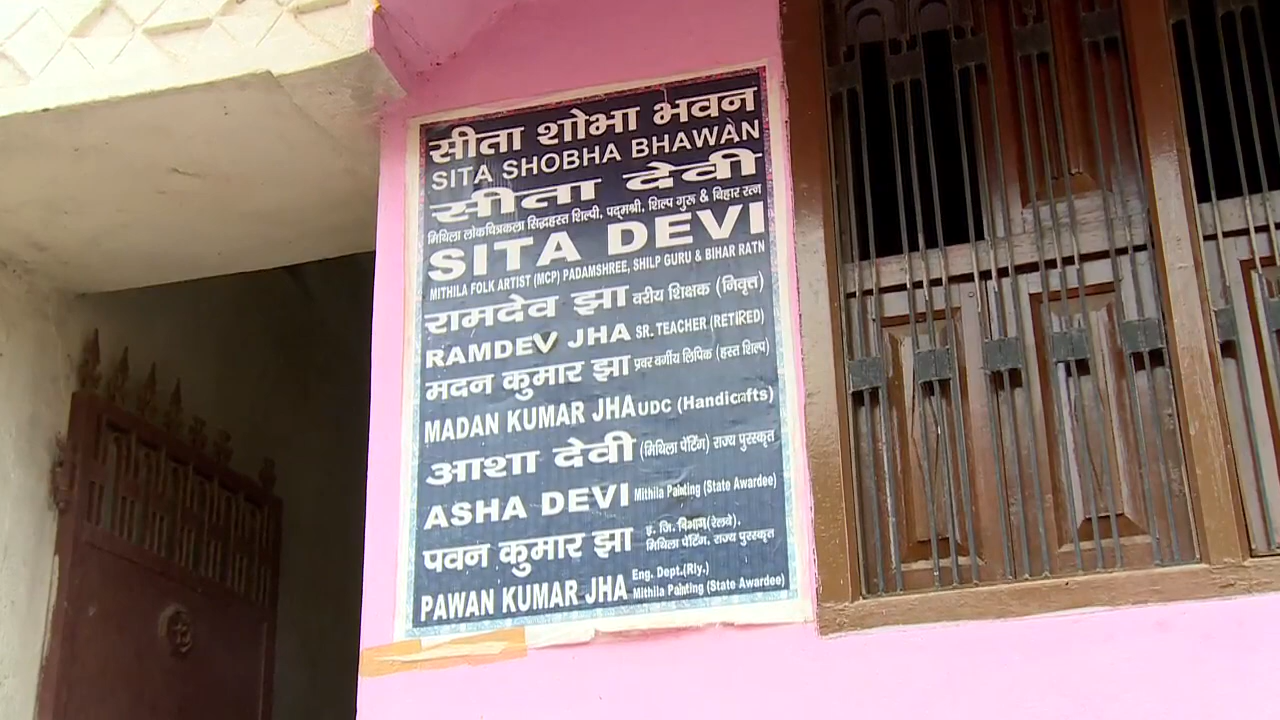 सीता शोभा भवन
SITA SHOBHA BHAWAN
सीता देवी
मिथिला लोकचित्रकला सिद्धहस्त शिल्पी, पद्मश्री, शिल्प गुरू & बिहार रत्न
SITA DEVI
MITHILA FOLK ARTIST (MCP) PADAMSHREE, SHILP GURU & BIHAR RATN
रामदेव झा वरीय शिक्षक (निवृत्त)
RAMDEV JHA SR. TEACHER (RETIRED)
मदन कुमार झा प्रवर वर्गीय लिपिक (हस्त शिल्प)
MADAN KUMAR JHA UDC (Handicrafts)
आशा देवी (मिथिला पेंटिंग) राज्य पुरस्कृत
ASHA DEVI Mithila Painting (State Awardee)
पवन कुमार झा इ. जि. विभाग(रेलवे), मिथिला पेंटिंग, राज्य पुरस्कृत
PAWAN KUMAR JHA Eng. Dept.(Rly.) Mithila Painting (State Awardee)